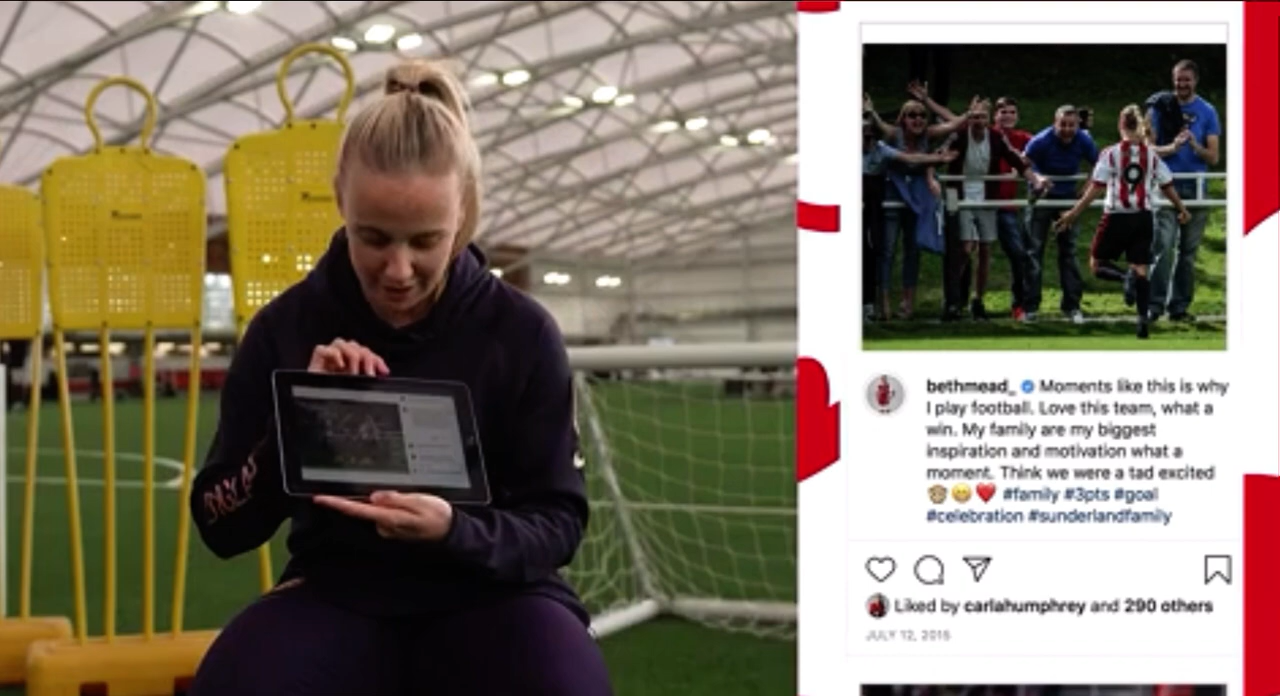 9
bethmead_ Moments like this is why
I play football. Love this team, what a
win. My family are my biggest
inspiration and motivation what a
moment. Think we were a tad excited
🙊😁❤️ #family #3pts #goal
#celebration #sunderlandfamily
Liked by carlahumphrey and 290 others
JULY 12, 2015